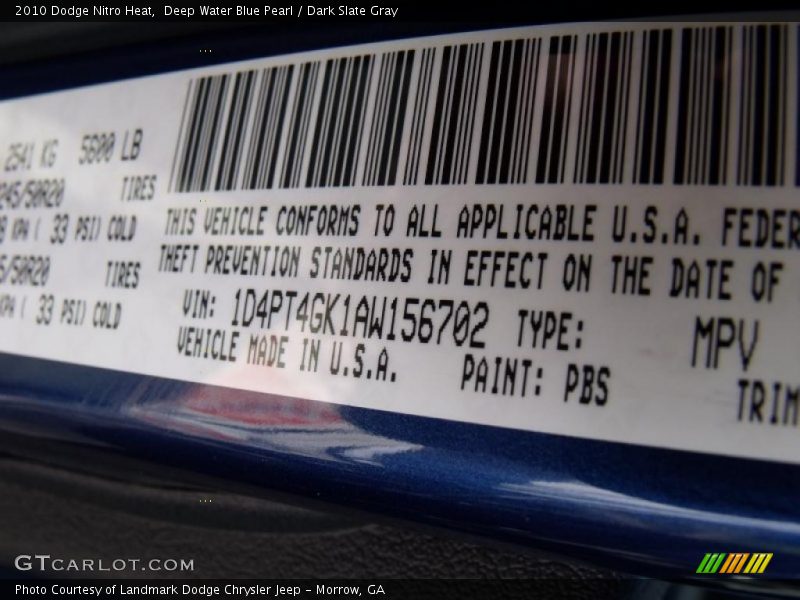 2010 Dodge Nitro Heat,  Deep Water Blue Pearl / Dark Slate Gray
2541 KG 5600 LB
245/50R20 TIRES
KPA ( 33 PSI) COLD
5/50R20 TIRES
KPA ( 33 PSI) COLD
THIS VEHICLE CONFORMS TO ALL APPLICABLE U.S.A. FEDER
THEFT PREVENTION STANDARDS IN EFFECT ON THE DATE OF
VIN: 1D4PT4GK1AW156702 TYPE: MPV
VEHICLE MADE IN U.S.A. PAINT: PBS
TRIM
GTCARLOT.COM
Photo Courtesy of Landmark Dodge Chrysler Jeep - Morrow, GA